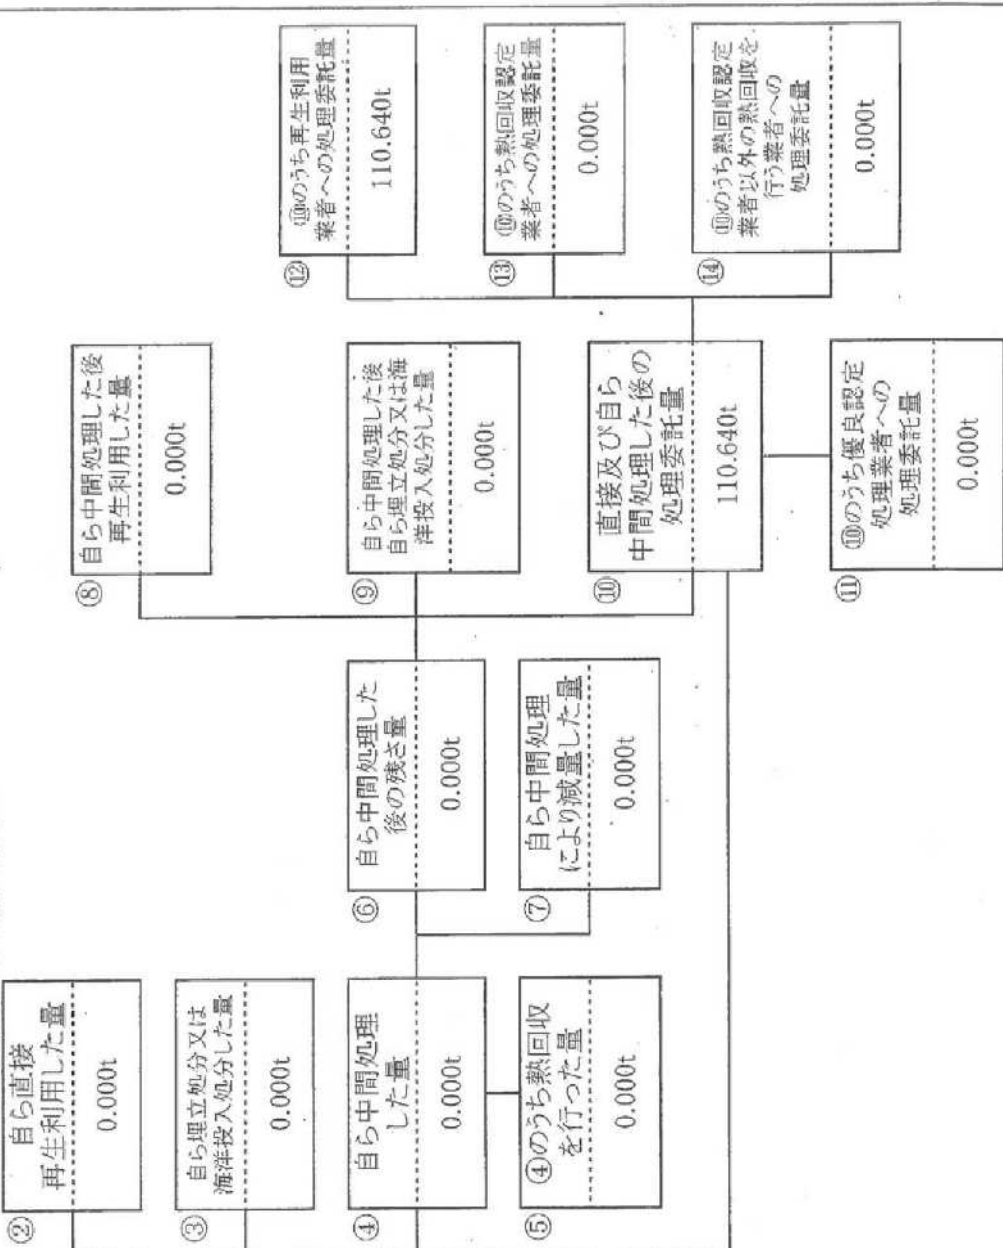 ②
自ら直接
再生利用した量
0.000t
③
自ら埋立処分又は
海洋投入処分した量
0.000t
④
自ら中間処理
した量
0.000t
⑤
④のうち熱回収
を行った量
0.000t
⑥
自ら中間処理した
後の残さ量
0.000t
⑦
自ら中間処理
により減量した量
0.000t
⑧
自ら中間処理した後
再生利用した量
0.000t
⑨
自ら中間処理した後
自ら埋立処分又は海
洋投入処分した量
0.000t
⑩
直接及び自ら
中間処理した後の
処理委託量
110.640t
⑪
⑩のうち優良認定
処理業者への
処理委託量
0.000t
⑫
⑩のうち再生利用
業者への処理委託量
110.640t
⑬
⑩のうち熱回収認定
業者への処理委託量
0.000t
⑭
⑩のうち熱回収認定
業者以外の熱回収を
行う業者への
処理委託量
0.000t